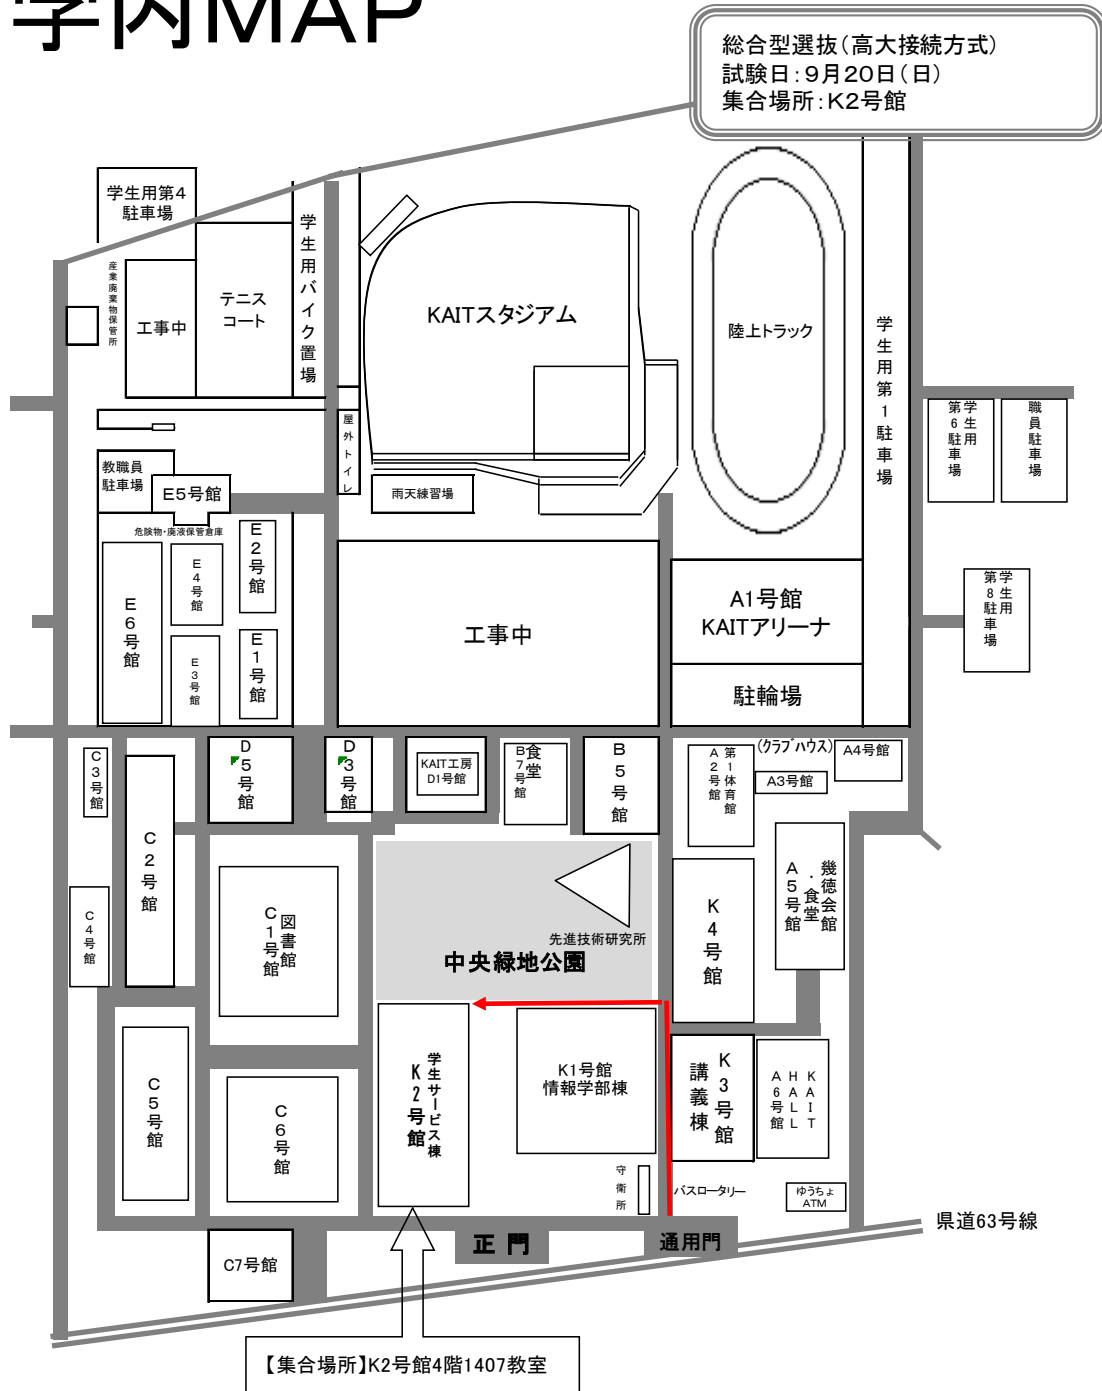 学内MAP
総合型選抜(高大接続方式)
試験日:9月20日(日)
集合場所:K2号館
学生用第4
駐車場
産業廃棄物保管所
工事中
テニス
コート
学生用バイク置場
KAITスタジアム
陸上トラック
学生用第1駐車場
学生用
第6駐車場
職員駐車場
屋外トイレ
教職員
駐車場
E5号館
雨天練習場
危険物・廃液保管倉庫
E6号館
E4号館
E2号館
E3号館
E1号館
工事中
A1号館
KAITアリーナ
駐輪場
学生用
第8駐車場
C3号館
D5号館
D3号館
KAIT工房
D1号館
食堂
B7号館
B5号館
第1体育館
A2号館
(クラブハウス)
A4号館
A3号館
C2号館
C4号館
図書館
C1号館
先進技術研究所
中央緑地公園
K4号館
幾徳会館
・食堂
A5号館
C5号館
C6号館
学生サービス棟
K2号館
K1号館
情報学部棟
K3号館
講義棟
KAIT
HALL
A6号館
守衛所
バスロータリー
ゆうちょ
ATM
県道63号線
正門
通用門
C7号館
【集合場所】K2号館4階1407教室